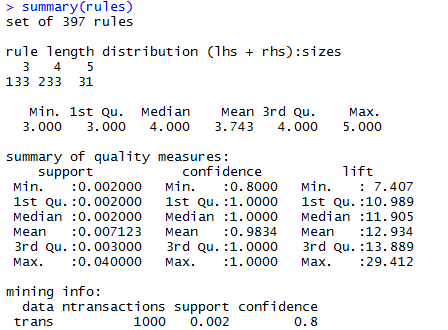 > summary(rules)
set of 397 rules

rule length distribution (lhs + rhs):sizes
  3   4   5
133 233  31

   Min. 1st Qu.  Median    Mean 3rd Qu.    Max.
  3.000   3.000   4.000   3.743   4.000   5.000

summary of quality measures:
    support           confidence          lift
 Min.   :0.002000   Min.   :0.8000   Min.   : 7.407
 1st Qu.:0.002000   1st Qu.:1.0000   1st Qu.:10.989
 Median :0.002000   Median :1.0000   Median :11.905
 Mean   :0.007123   Mean   :0.9834   Mean   :12.934
 3rd Qu.:0.003000   3rd Qu.:1.0000   3rd Qu.:13.889
 Max.   :0.040000   Max.   :1.0000   Max.   :29.412

mining info:
  data ntransactions support confidence
 trans          1000   0.002        0.8